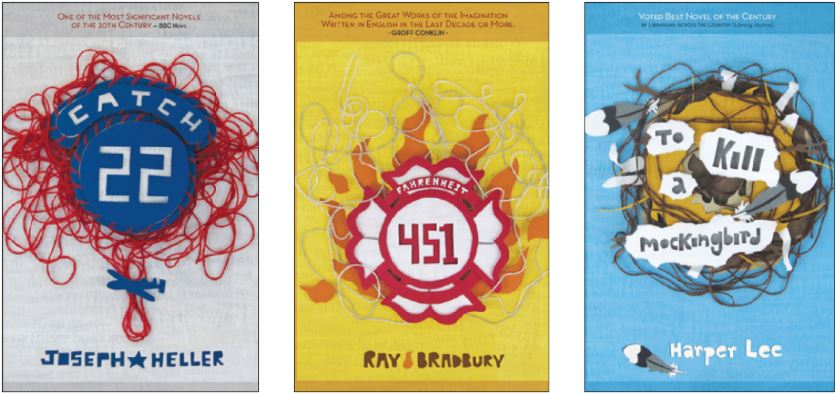 One of the Most Significant Novels
of the 20th Century – BBC News
CATCH
22
JOSEPH HELLER
Among the Great Works of the Imagination
Written in English in the Last Decade or More.
- Groff Conklin -
FAHRENHEIT
451
RAY BRADBURY
Voted Best Novel of the Century
by Librarians Across the Country (Library Journal)
To
Kill
a
Mockingbird
Harper Lee